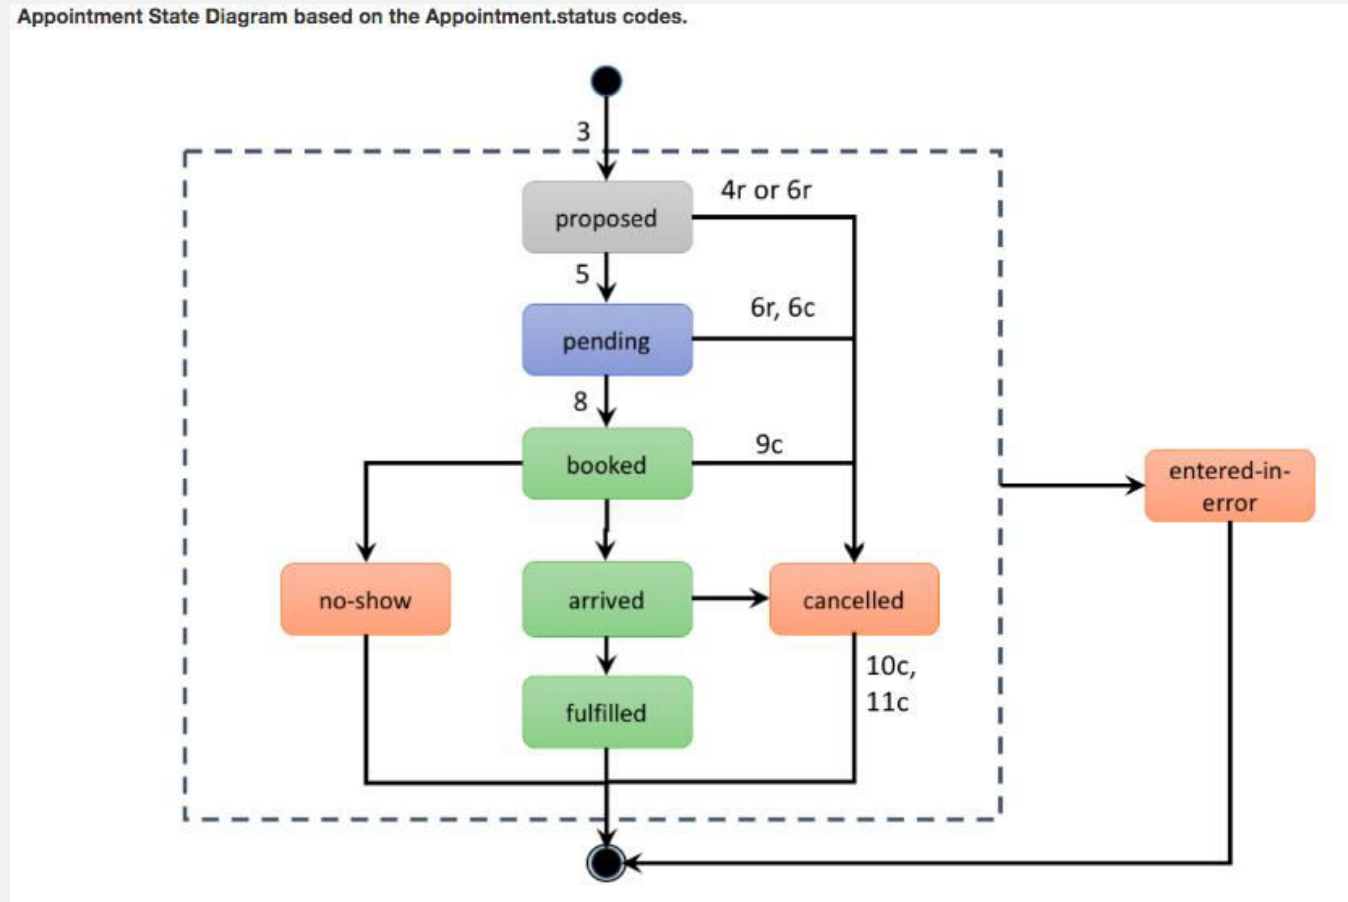 Appointment State Diagram based on the Appointment.status codes.
3
proposed
4r or 6r
5
pending
6r, 6c
8
booked
9c
entered-in-
error
no-show
arrived
cancelled
10c,
11c
fulfilled